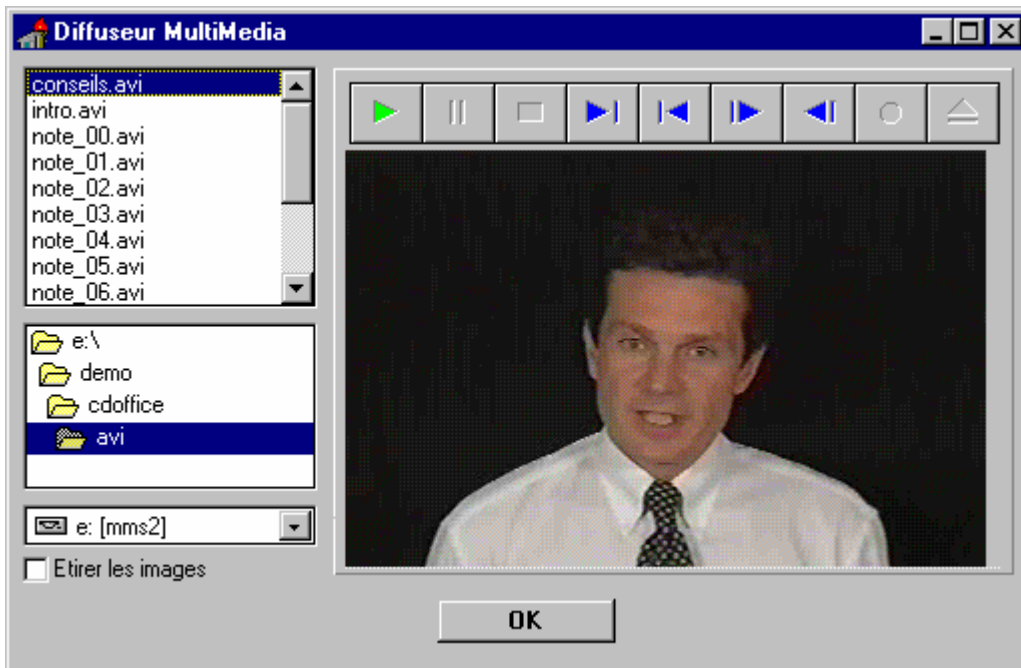 Diffuseur MultiMedia
conseils.avi
intro.avi
note_00.avi
note_01.avi
note_02.avi
note_03.avi
note_04.avi
note_05.avi
note_06.avi
e:\
demo
cdoffice
avi
e: [mms2]
Etirer les images
OK